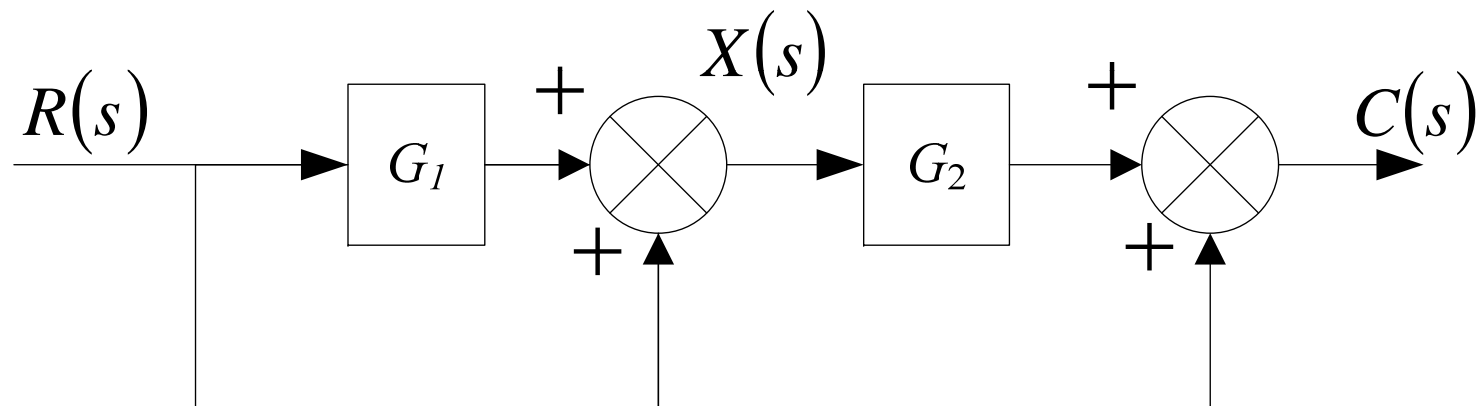 R(s)
+
X(s)
+
C(s)
G₁
G₂
+
+